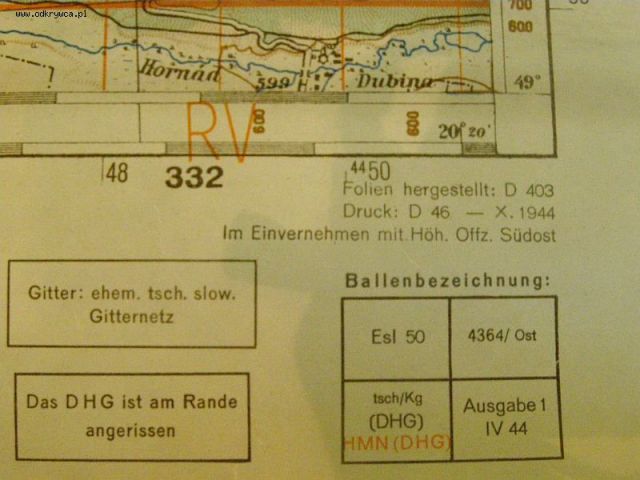 www.odkrywca.pl
700
600
Hornád
599
Dubina
49°
RV
600
600
20° 20'
48
332
4450
Folien hergestellt: D 403
Druck: D 46 — X. 1944
Im Einvernehmen mit Höh. Offz. Südost
Gitter: ehem. tsch. slow.
Gitternetz
Ballenbezeichnung:
Esl 50
4364/ Ost
Das DHG ist am Rande
angerissen
tsch/Kg
(DHG)
HMN (DHG)
Ausgabe 1
IV 44